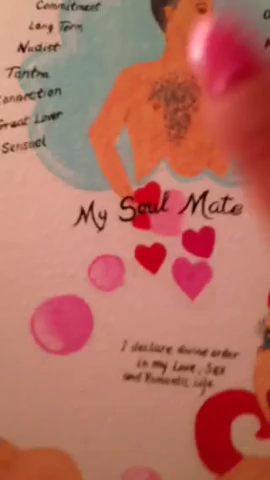 Commitment
Long Term
Nudist
Tantra
Connection
Great Lover
Sensual
My Soul Mate
I declare divine order
in my Love, Sex
and Romantic Life